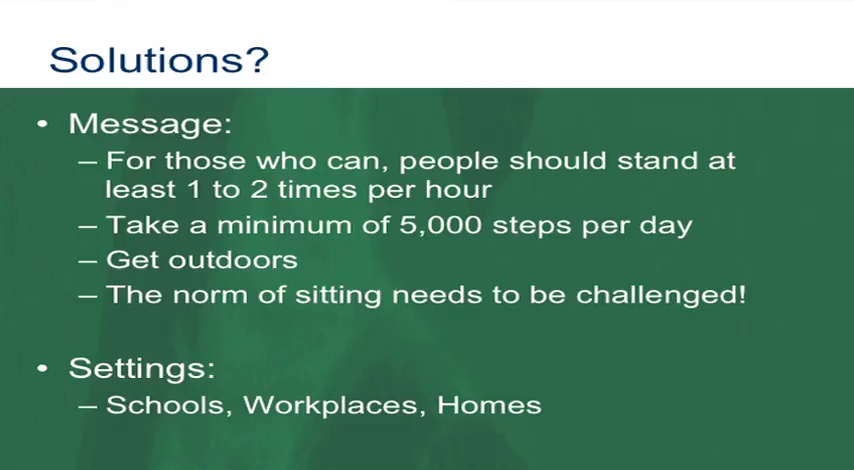 Solutions?
• Message:
– For those who can, people should stand at
least 1 to 2 times per hour
– Take a minimum of 5,000 steps per day
– Get outdoors
– The norm of sitting needs to be challenged!
• Settings:
– Schools, Workplaces, Homes